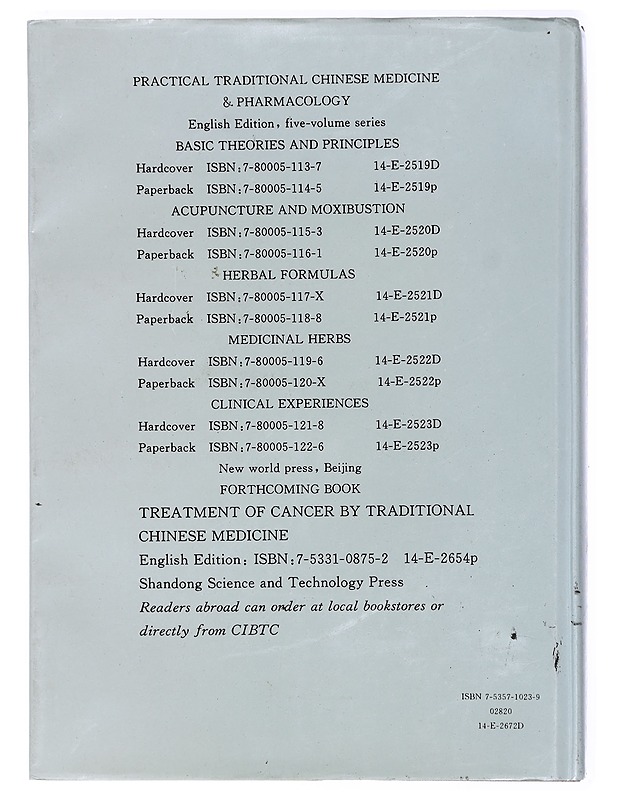 PRACTICAL TRADITIONAL CHINESE MEDICINE
& PHARMACOLOGY
English Edition, five-volume series
BASIC THEORIES AND PRINCIPLES
Hardcover ISBN:7-80005-113-7 14-E-2519D
Paperback ISBN:7-80005-114-5 14-E-2519p
ACUPUNCTURE AND MOXIBUSTION
Hardcover ISBN:7-80005-115-3 14-E-2520D
Paperback ISBN:7-80005-116-1 14-E-2520p
HERBAL FORMULAS
Hardcover ISBN:7-80005-117-X 14-E-2521D
Paperback ISBN:7-80005-118-8 14-E-2521p
MEDICINAL HERBS
Hardcover ISBN:7-80005-119-6 14-E-2522D
Paperback ISBN:7-80005-120-X 14-E-2522p
CLINICAL EXPERIENCES
Hardcover ISBN:7-80005-121-8 14-E-2523D
Paperback ISBN:7-80005-122-6 14-E-2523p
New world press, Beijing
FORTHCOMING BOOK
TREATMENT OF CANCER BY TRADITIONAL
CHINESE MEDICINE
English Edition: ISBN:7-5331-0875-2 14-E-2654p
Shandong Science and Technology Press
Readers abroad can order at local bookstores or
directly from CIBTC
ISBN 7-5357-1023-9
02820
14-E-2672D